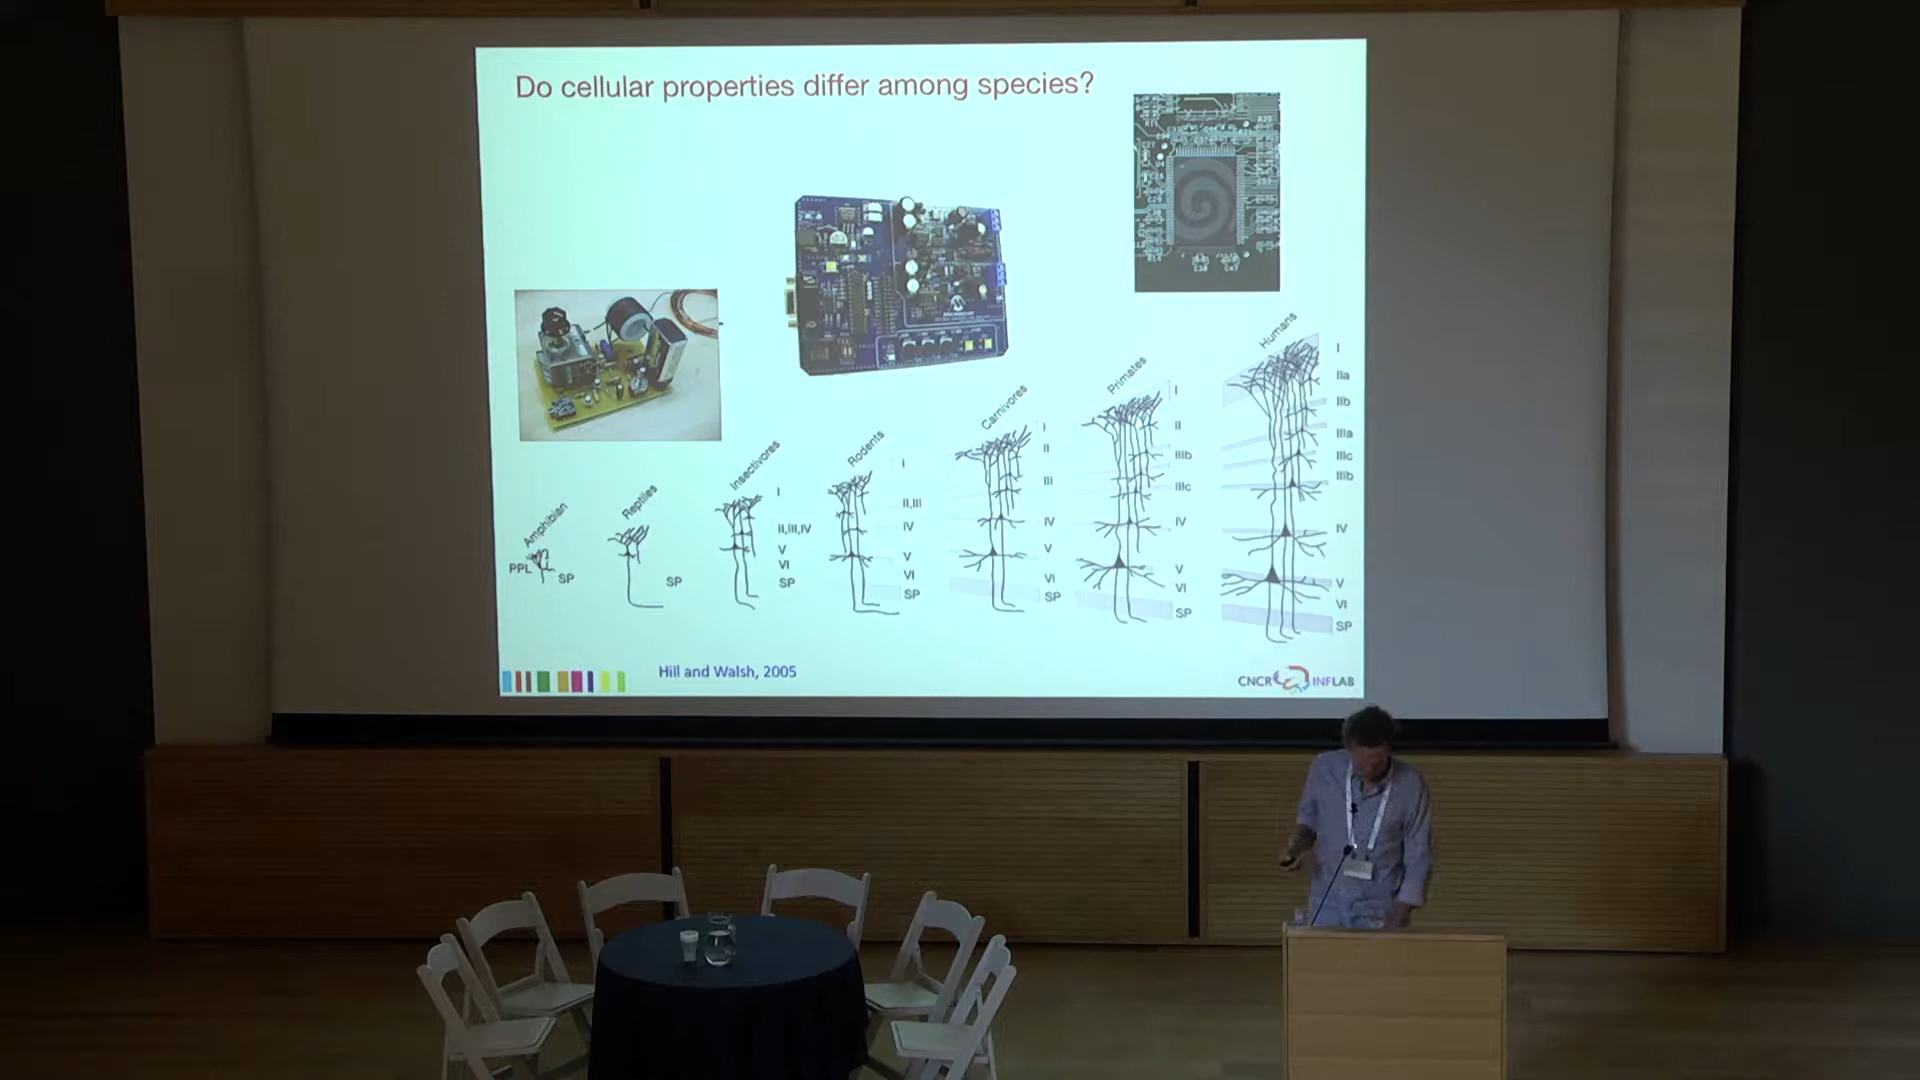 Do cellular properties differ among species?
Humans
Primates
Carnivores
Rodents
Insectivores
Reptiles
Amphibian
PPL
SP
SP
I
II,III,IV
V
VI
SP
I
II,III
IV
V
VI
SP
I
II
III
IV
V
VI
SP
I
II
IIIb
IIIc
IV
V
VI
SP
I
IIa
IIb
IIIa
IIIc
IIIb
IV
V
VI
SP
Hill and Walsh, 2005
CNCR INFLAB